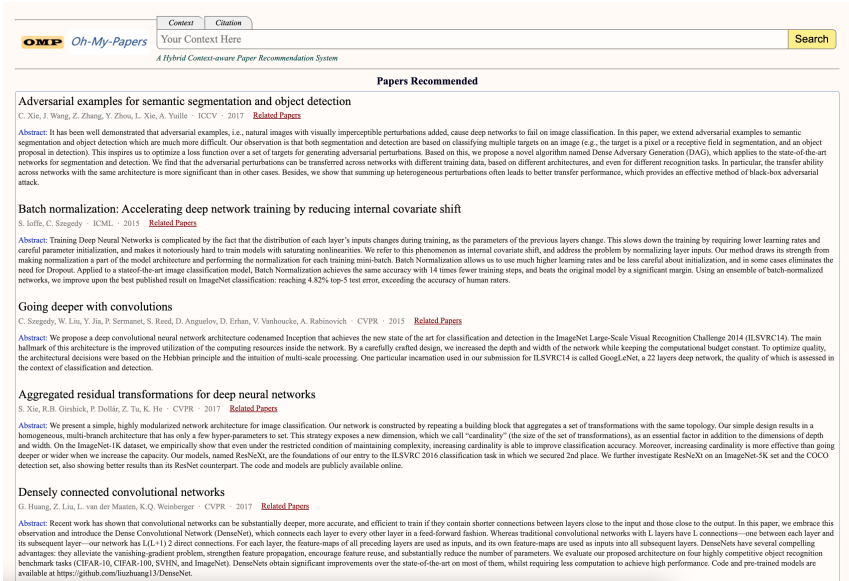 Context Citation
OMP Oh-My-Papers Your Context Here Search
A Hybrid Context-aware Paper Recommendation System
Papers Recommended
Adversarial examples for semantic segmentation and object detection
C. Xie, J. Wang, Z. Zhang, Y. Zhou, L. Xie, A. Yuille · ICCV · 2017 Related Papers
Abstract: It has been well demonstrated that adversarial examples, i.e., natural images with visually imperceptible perturbations added, cause deep networks to fail on image classification. In this paper, we extend adversarial examples to semantic
segmentation and object detection which are much more difficult. Our observation is that both segmentation and detection are based on classifying multiple targets on an image (e.g., the target is a pixel or a receptive field in segmentation, and an object
proposal in detection). This inspires us to optimize a loss function over a set of targets for generating adversarial perturbations. Based on this, we propose a novel algorithm named Dense Adversary Generation (DAG), which applies to the state-of-the-art
networks for segmentation and detection. We find that the adversarial perturbations can be transferred across networks with different training data, based on different architectures, and even for different recognition tasks. In particular, the transfer ability
across networks with the same architecture is more significant than in other cases. Besides, we show that summing up heterogeneous perturbations often leads to better transfer performance, which provides an effective method of black-box adversarial
attack.
Batch normalization: Accelerating deep network training by reducing internal covariate shift
S. Ioffe, C. Szegedy · ICML · 2015 Related Papers
Abstract: Training Deep Neural Networks is complicated by the fact that the distribution of each layer's inputs changes during training, as the parameters of the previous layers change. This slows down the training by requiring lower learning rates and
careful parameter initialization, and makes it notoriously hard to train models with saturating nonlinearities. We refer to this phenomenon as internal covariate shift, and address the problem by normalizing layer inputs. Our method draws its strength from
making normalization a part of the model architecture and performing the normalization for each training mini-batch. Batch Normalization allows us to use much higher learning rates and be less careful about initialization, and in some cases eliminates the
need for Dropout. Applied to a stateof-the-art image classification model, Batch Normalization achieves the same accuracy with 14 times fewer training steps, and beats the original model by a significant margin. Using an ensemble of batch-normalized
networks, we improve upon the best published result on ImageNet classification: reaching 4.82% top-5 test error, exceeding the accuracy of human raters.
Going deeper with convolutions
C. Szegedy, W. Liu, Y. Jia, P. Sermanet, S. Reed, D. Anguelov, D. Erhan, V. Vanhoucke, A. Rabinovich · CVPR · 2015 Related Papers
Abstract: We propose a deep convolutional neural network architecture codenamed Inception that achieves the new state of the art for classification and detection in the ImageNet Large-Scale Visual Recognition Challenge 2014 (ILSVRC14). The main
hallmark of this architecture is the improved utilization of the computing resources inside the network. By a carefully crafted design, we increased the depth and width of the network while keeping the computational budget constant. To optimize quality,
the architectural decisions were based on the Hebbian principle and the intuition of multi-scale processing. One particular incarnation used in our submission for ILSVRC14 is called GoogLeNet, a 22 layers deep network, the quality of which is assessed in
the context of classification and detection.
Aggregated residual transformations for deep neural networks
S. Xie, R.B. Girshick, P. Dollár, Z. Tu, K. He · CVPR · 2017 Related Papers
Abstract: We present a simple, highly modularized network architecture for image classification. Our network is constructed by repeating a building block that aggregates a set of transformations with the same topology. Our simple design results in a
homogeneous, multi-branch architecture that has only a few hyper-parameters to set. This strategy exposes a new dimension, which we call "cardinality" (the size of the set of transformations), as an essential factor in addition to the dimensions of depth
and width. On the ImageNet-1K dataset, we empirically show that even under the restricted condition of maintaining complexity, increasing cardinality is able to improve classification accuracy. Moreover, increasing cardinality is more effective than going
deeper or wider when we increase the capacity. Our models, named ResNeXt, are the foundations of our entry to the ILSVRC 2016 classification task in which we secured 2nd place. We further investigate ResNeXt on an ImageNet-5K set and the COCO
detection set, also showing better results than its ResNet counterpart. The code and models are publicly available online.
Densely connected convolutional networks
G. Huang, Z. Liu, L. van der Maaten, K.Q. Weinberger · CVPR · 2017 Related Papers
Abstract: Recent work has shown that convolutional networks can be substantially deeper, more accurate, and efficient to train if they contain shorter connections between layers close to the input and those close to the output. In this paper, we embrace this
observation and introduce the Dense Convolutional Network (DenseNet), which connects each layer to every other layer in a feed-forward fashion. Whereas traditional convolutional networks with L layers have L connections—one between each layer and
its subsequent layer—our network has L(L+1) 2 direct connections. For each layer, the feature-maps of all preceding layers are used as inputs, and its own feature-maps are used as inputs into all subsequent layers. DenseNets have several compelling
advantages: they alleviate the vanishing-gradient problem, strengthen feature propagation, encourage feature reuse, and substantially reduce the number of parameters. We evaluate our proposed architecture on four highly competitive object recognition
benchmark tasks (CIFAR-10, CIFAR-100, SVHN, and ImageNet). DenseNets obtain significant improvements over the state-of-the-art on most of them, whilst requiring less computation to achieve high performance. Code and pre-trained models are
available at https://github.com/liuzhuang13/DenseNet.